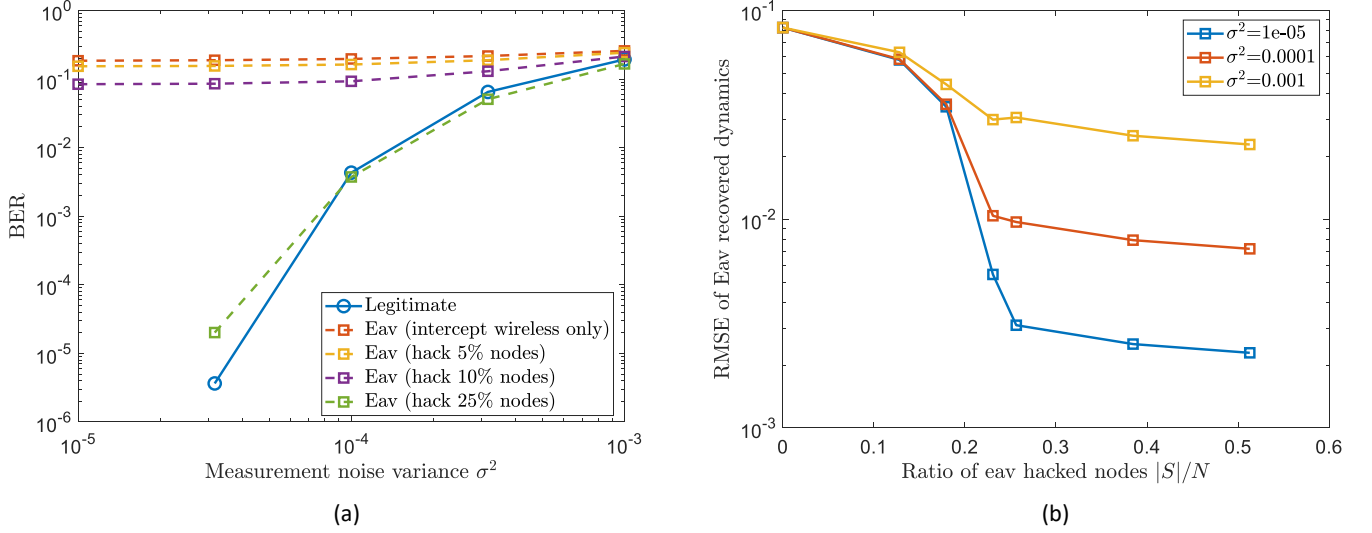 10^0
10^-1
10^-2
10^-3
10^-4
10^-5
10^-6
BER
Legitimate
Eav (intercept wireless only)
Eav (hack 5% nodes)
Eav (hack 10% nodes)
Eav (hack 25% nodes)
10^-5 10^-4 10^-3
Measurement noise variance σ^2
(a)
10^-1
10^-2
10^-3
RMSE of Eav recovered dynamics
σ^2=1e-05
σ^2=0.0001
σ^2=0.001
0 0.1 0.2 0.3 0.4 0.5 0.6
Ratio of eav hacked nodes |S|/N
(b)